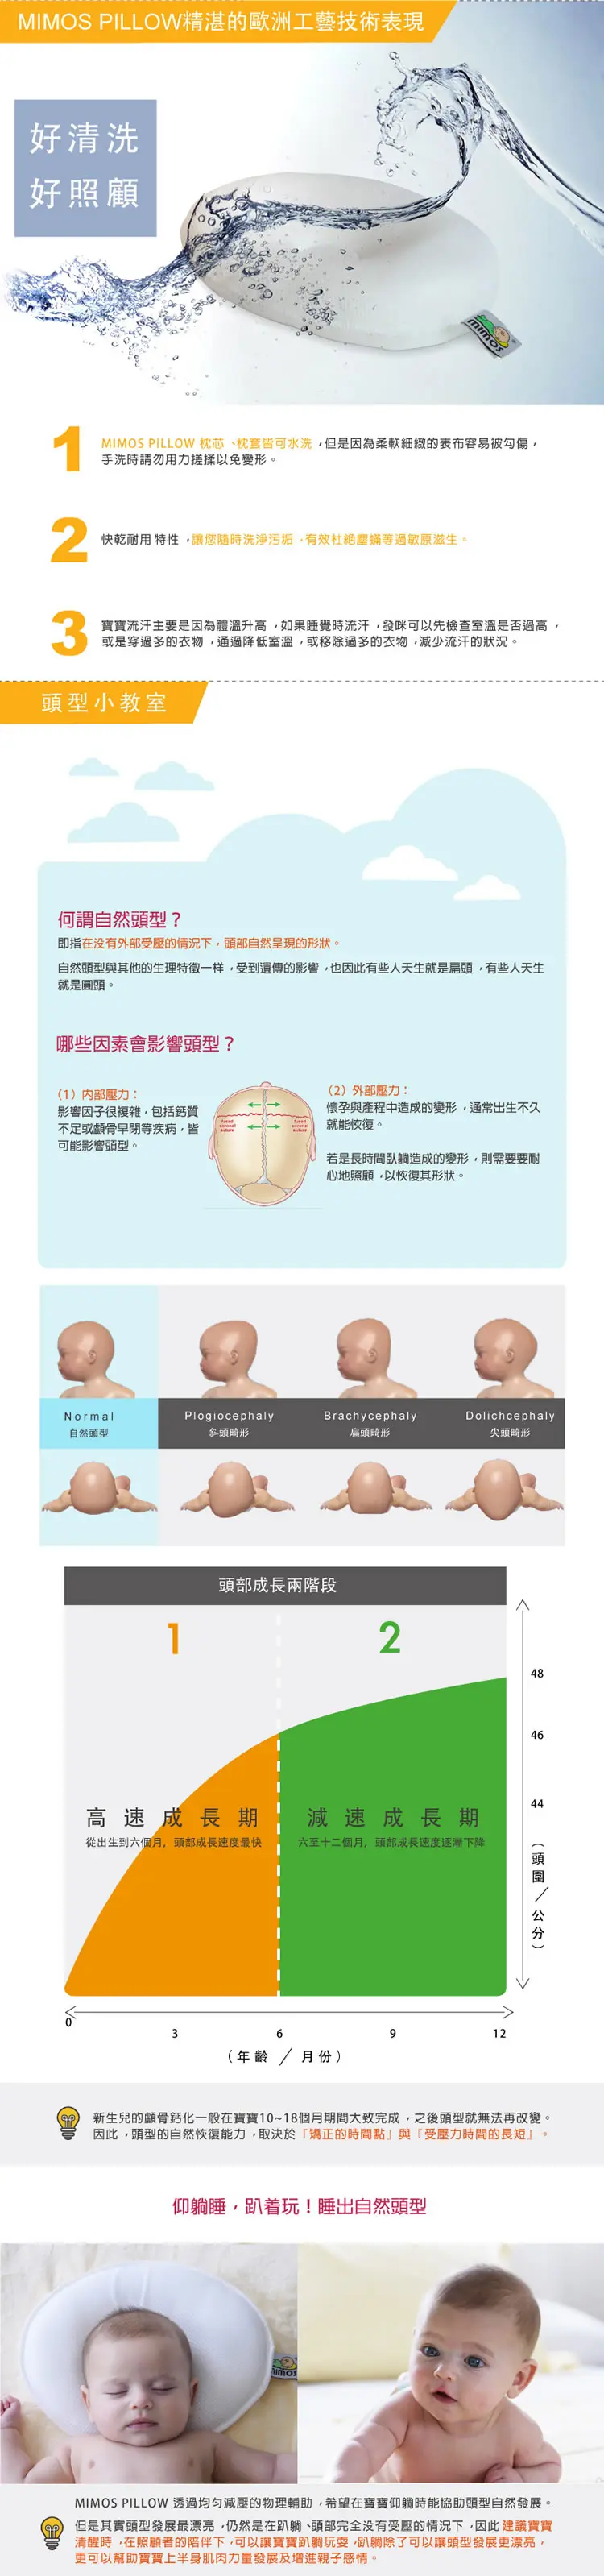 MIMOS PILLOW精湛的歐洲工藝技術表現
好清洗
好照顧
mimos
1
MIMOS PILLOW 枕芯、枕套皆可水洗，但是因為柔軟細緻的表布容易被勾傷，
手洗時請勿用力搓揉以免變形。
2
快乾耐用 特性，讓您隨時洗淨污垢，有效杜絶塵蟎等過敏原滋生。
3
寶寶流汗主要是因為體溫升高，如果睡覺時流汗，發咪可以先檢查室溫是否過高，
或是穿過多的衣物，通過降低室溫，或移除過多的衣物，減少流汗的狀況。
頭型小教室
何謂自然頭型？
即指在没有外部受壓的情況下，頭部自然呈現的形狀。
自然頭型與其他的生理特徵一樣，受到遺傳的影響，也因此有些人天生就是扁頭，有些人天生
就是圓頭。
哪些因素會影響頭型？
（1）内部壓力：
影響因子很複雜，包括鈣質
不足或顱骨早閉等疾病，皆
可能影響頭型。
fused
coronal
suture
fused
coronal
suture
（2）外部壓力：
懷孕與產程中造成的變形，通常出生不久
就能恢復。
若是長時間臥躺造成的變形，則需要要耐
心地照顧，以恢復其形狀。
Normal
自然頭型
Plogiocephaly
斜頭畸形
Brachycephaly
扁頭畸形
Dolichcephaly
尖頭畸形
頭部成長兩階段
1
2
48
46
44
高速成長期
從出生到六個月，頭部成長速度最快
減速成長期
六至十二個月，頭部成長速度逐漸下降
（頭圍／公分）
0
3
6
9
12
（年齡／月份）
新生兒的顱骨鈣化一般在寶寶10~18個月期間大致完成，之後頭型就無法再改變。
因此，頭型的自然恢復能力，取決於『矯正的時間點』與『受壓力時間的長短』。
仰躺睡，趴着玩！睡出自然頭型
mimos
MIMOS PILLOW 透過均勻減壓的物理輔助，希望在寶寶仰躺時能協助頭型自然發展。
但是其實頭型發展最漂亮，仍然是在趴躺、頭部完全没有受壓的情況下，因此建議寶寶
清醒時，在照顧者的陪伴下，可以讓寶寶趴躺玩耍，趴躺除了可以讓頭型發展更漂亮，
更可以幫助寶寶上半身肌肉力量發展及增進親子感情。